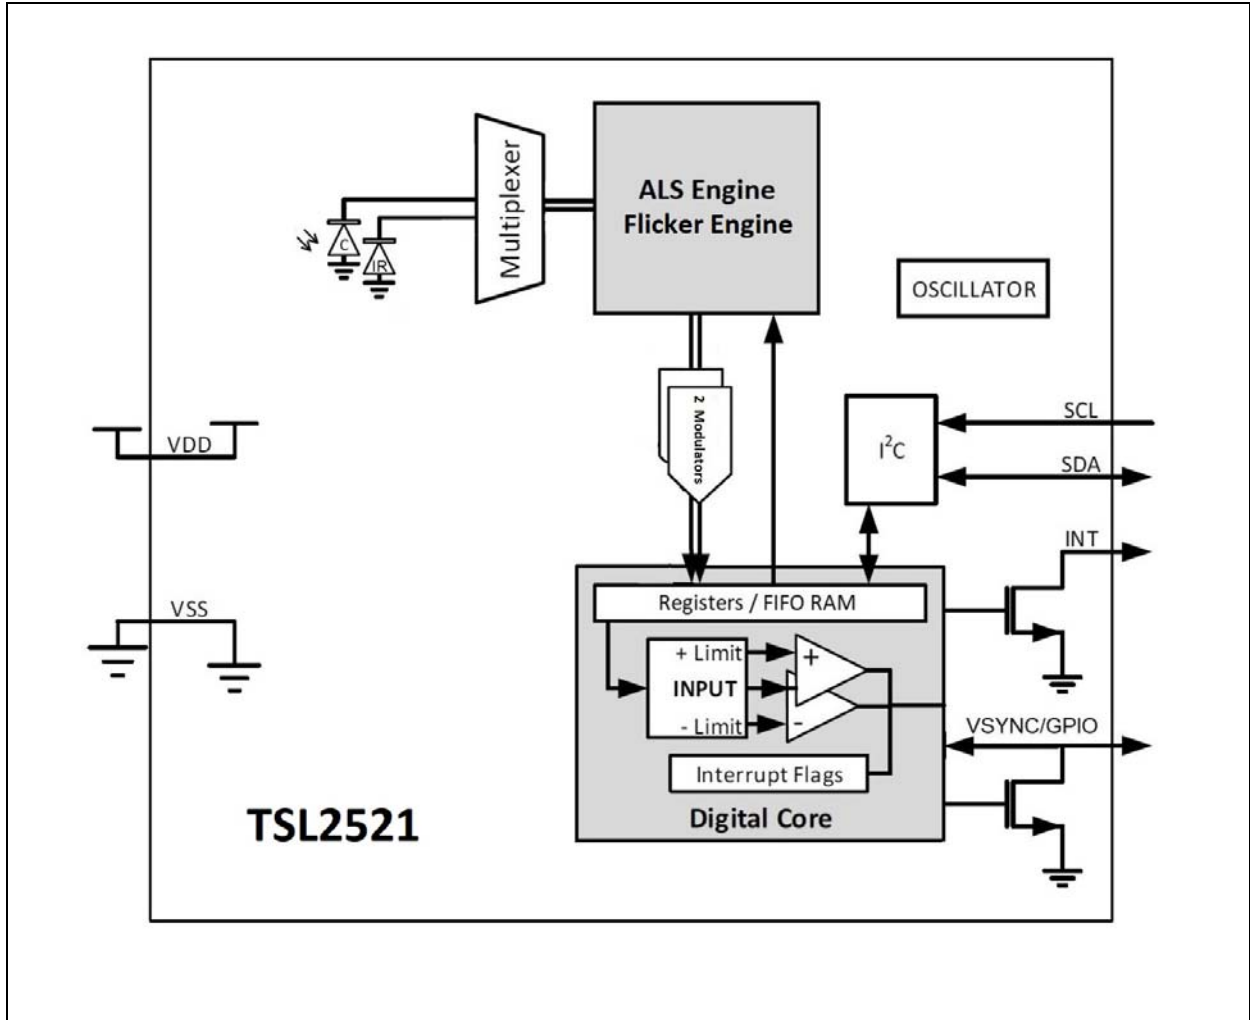 ALS Engine
Flicker Engine
Multiplexer
C
IR
OSCILLATOR
2 Modulators
I²C
SCL
SDA
VDD
INT
VSS
Registers / FIFO RAM
+ Limit
INPUT
- Limit
+
-
VSYNC/GPIO
Interrupt Flags
Digital Core
TSL2521